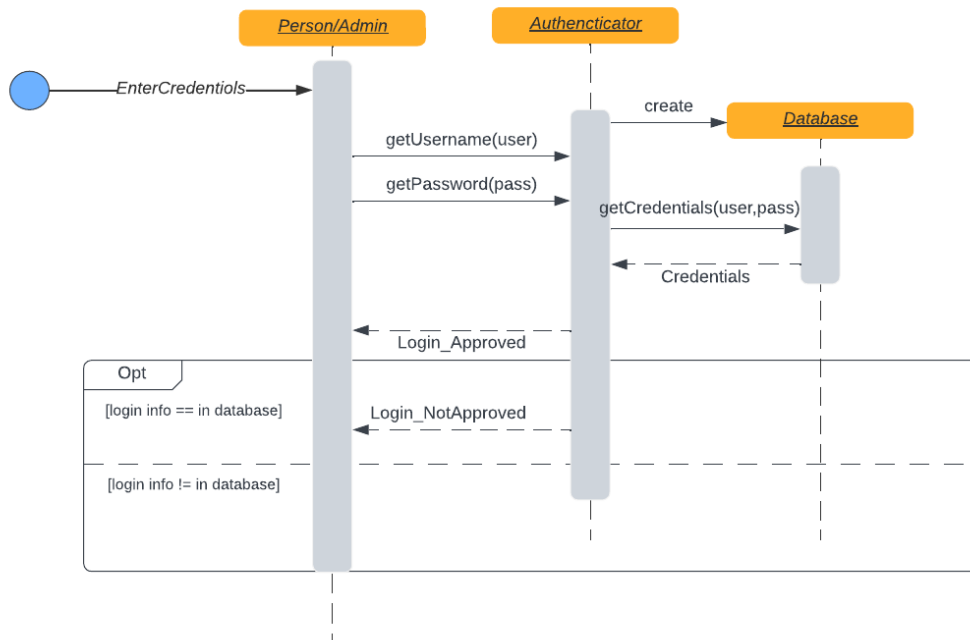 Person/Admin
Authencticator
EnterCredentiols
create
Database
getUsername(user)
getPassword(pass)
getCredentials(user,pass)
Credentials
Login_Approved
Opt
[login info == in database]
Login_NotApproved
[login info != in database]